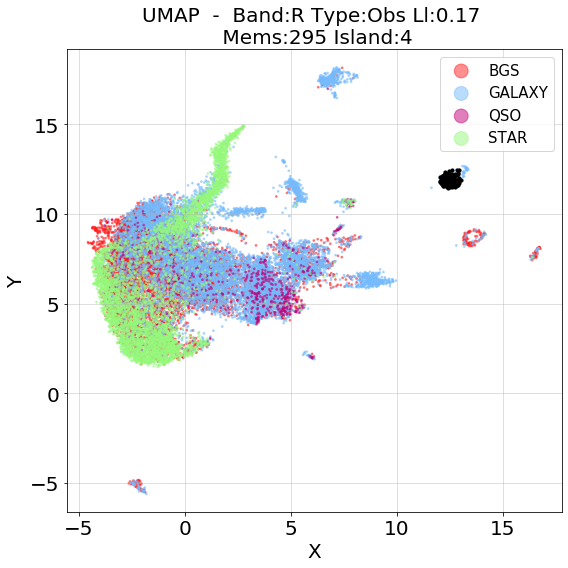 UMAP - Band:R Type:Obs Ll:0.17
Mems:295 Island:4
BGS
GALAXY
QSO
STAR
15
10
5
0
−5
Y
−5 0 5 10 15
X